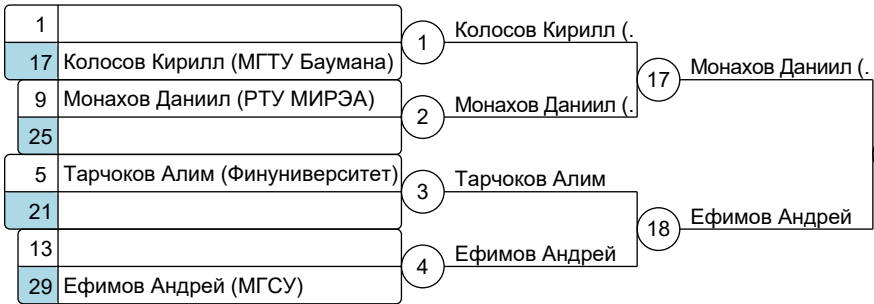 1
17 Колосов Кирилл (МГТУ Баумана)
1
Колосов Кирилл (.
9 Монахов Даниил (РТУ МИРЭА)
25
2
Монахов Даниил (.
17
Монахов Даниил (.
5 Тарчоков Алим (Финуниверситет)
21
3
Тарчоков Алим
13
29 Ефимов Андрей (МГСУ)
4
Ефимов Андрей
18
Ефимов Андрей